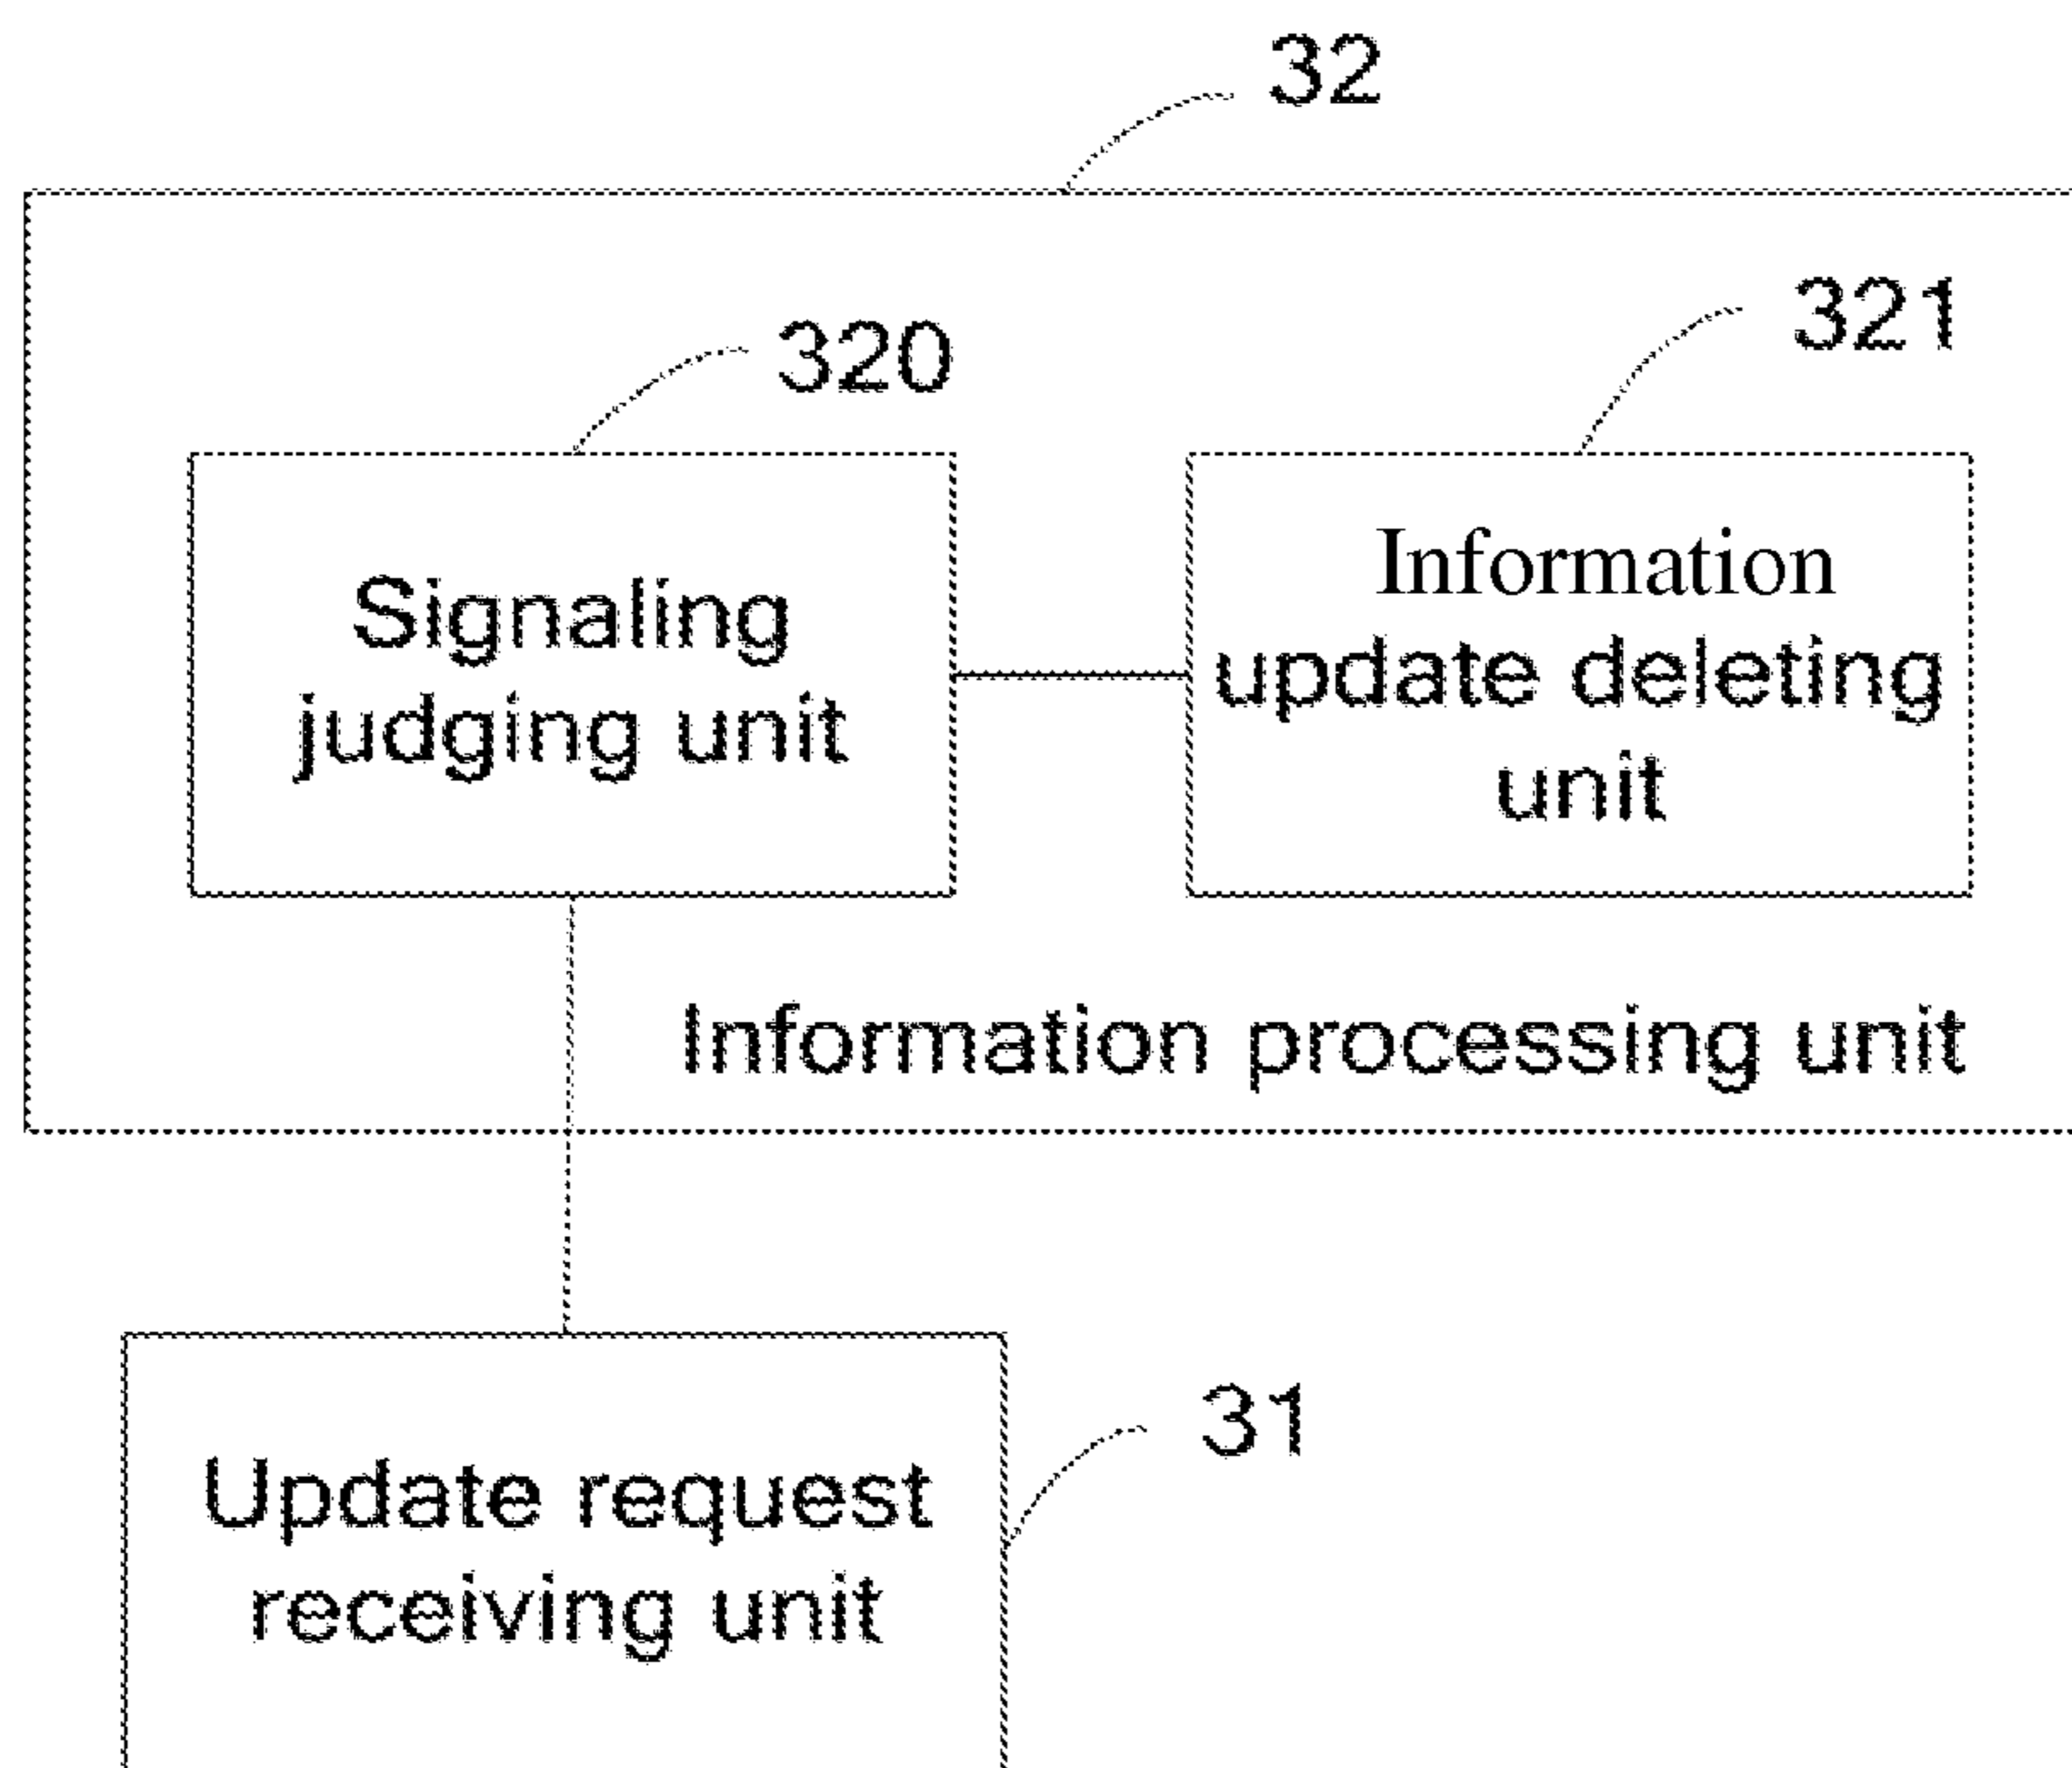 32
320
321
Signaling
judging unit
Information
update deleting
unit
Information processing unit
31
Update request
receiving unit